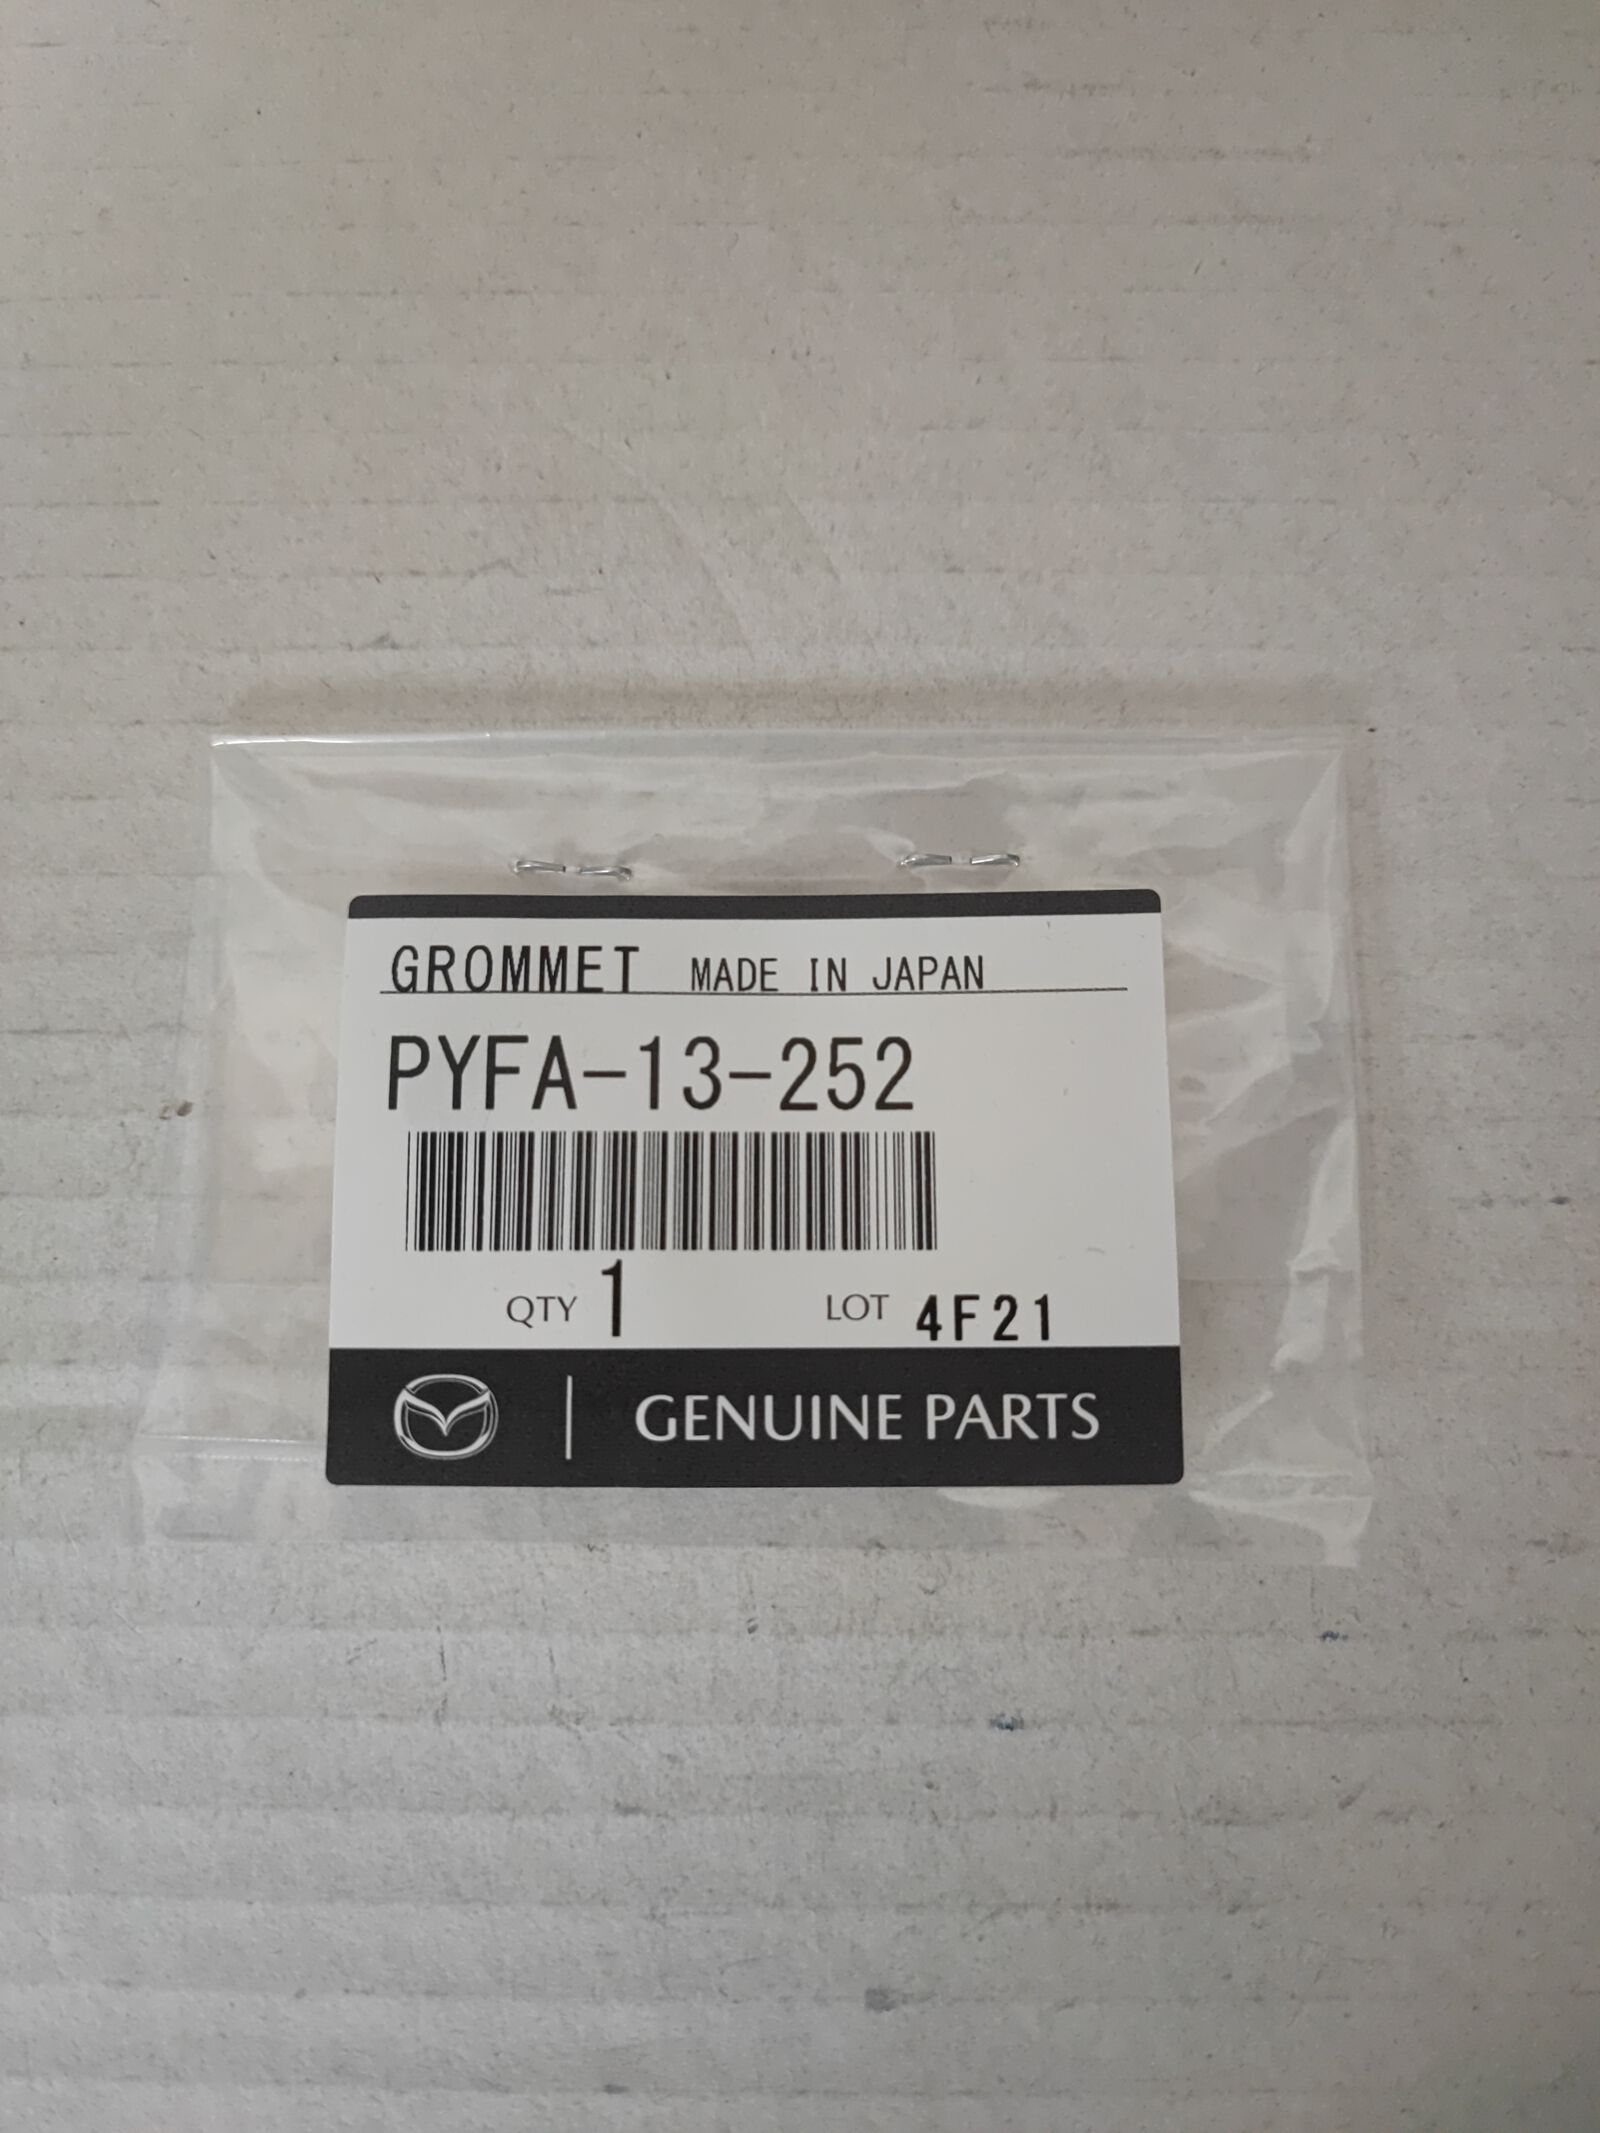 GROMMET MADE IN JAPAN
PYFA-13-252
QTY 1 LOT 4F21
GENUINE PARTS